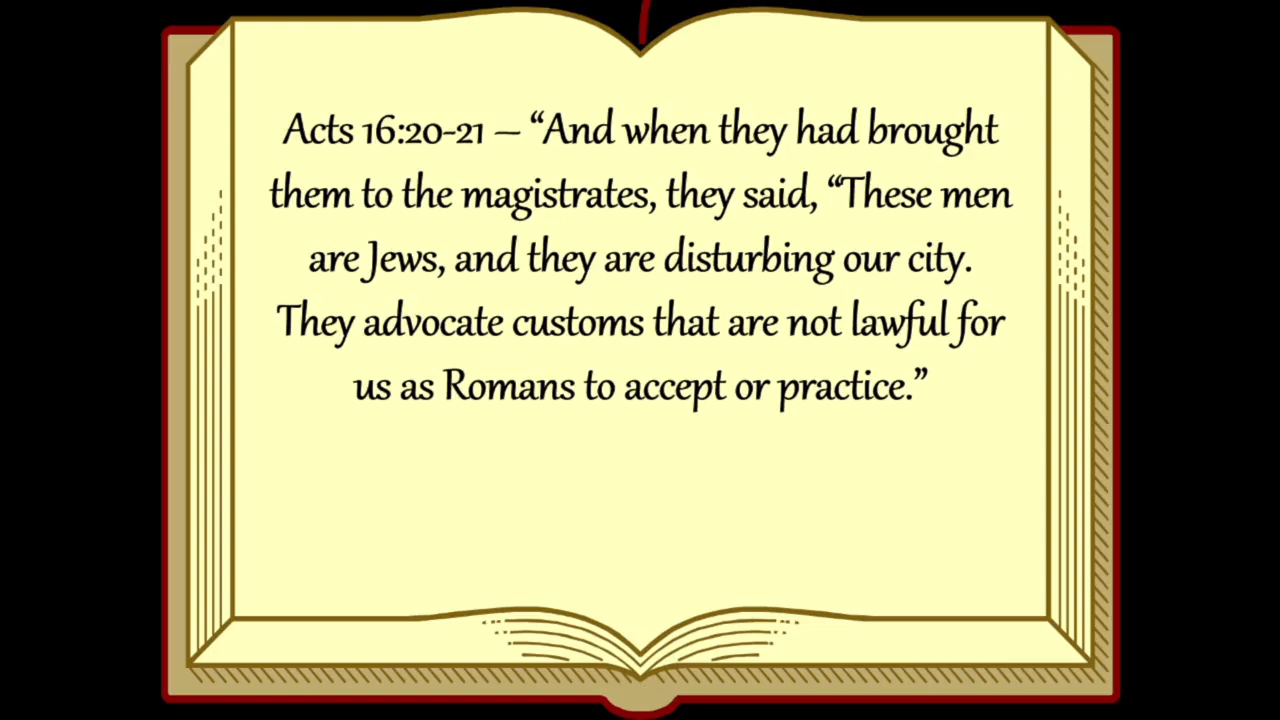 Acts 16:20-21 – “And when they had brought
them to the magistrates, they said, “These men
are Jews, and they are disturbing our city.
They advocate customs that are not lawful for
us as Romans to accept or practice.”